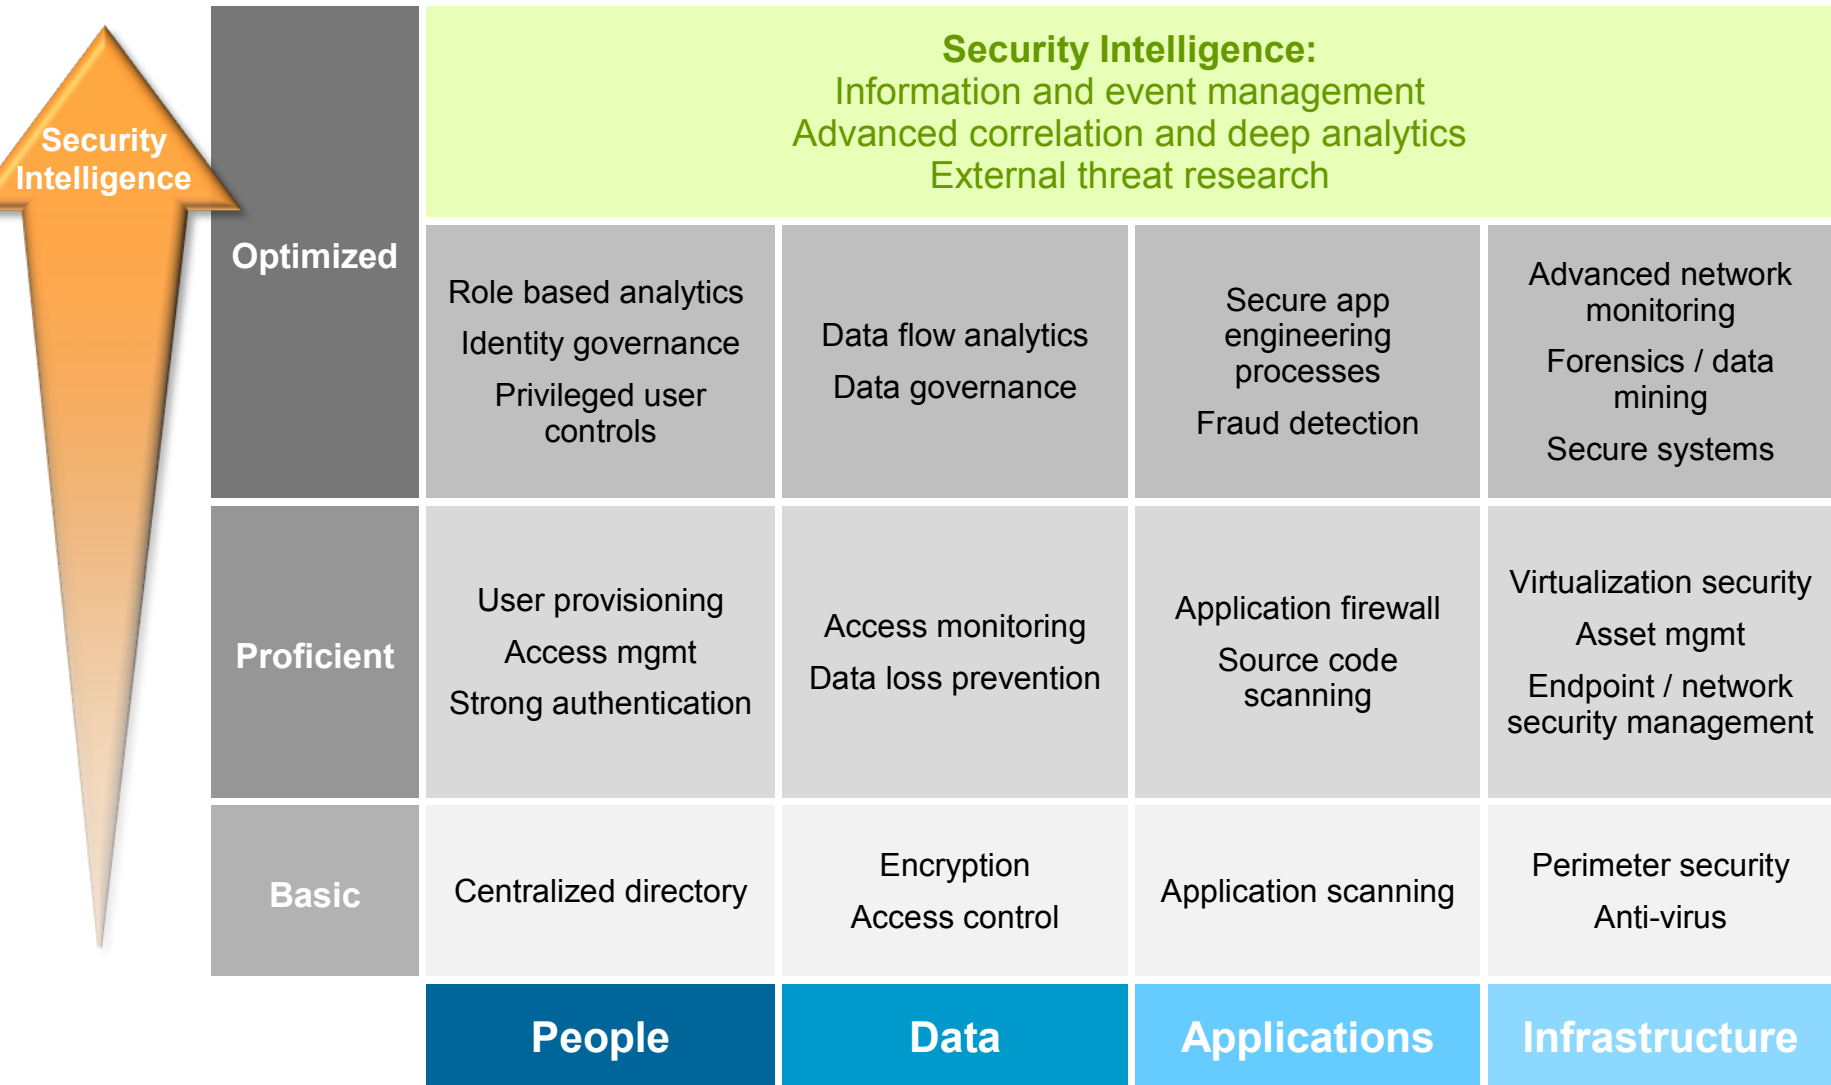 Security
Intelligence
Security Intelligence:
Information and event management
Advanced correlation and deep analytics
External threat research
Optimized
Role based analytics
Identity governance
Privileged user
controls
Data flow analytics
Data governance
Secure app
engineering
processes
Fraud detection
Advanced network
monitoring
Forensics / data
mining
Secure systems
Proficient
User provisioning
Access mgmt
Strong authentication
Access monitoring
Data loss prevention
Application firewall
Source code
scanning
Virtualization security
Asset mgmt
Endpoint / network
security management
Basic
Centralized directory
Encryption
Access control
Application scanning
Perimeter security
Anti-virus
People
Data
Applications
Infrastructure